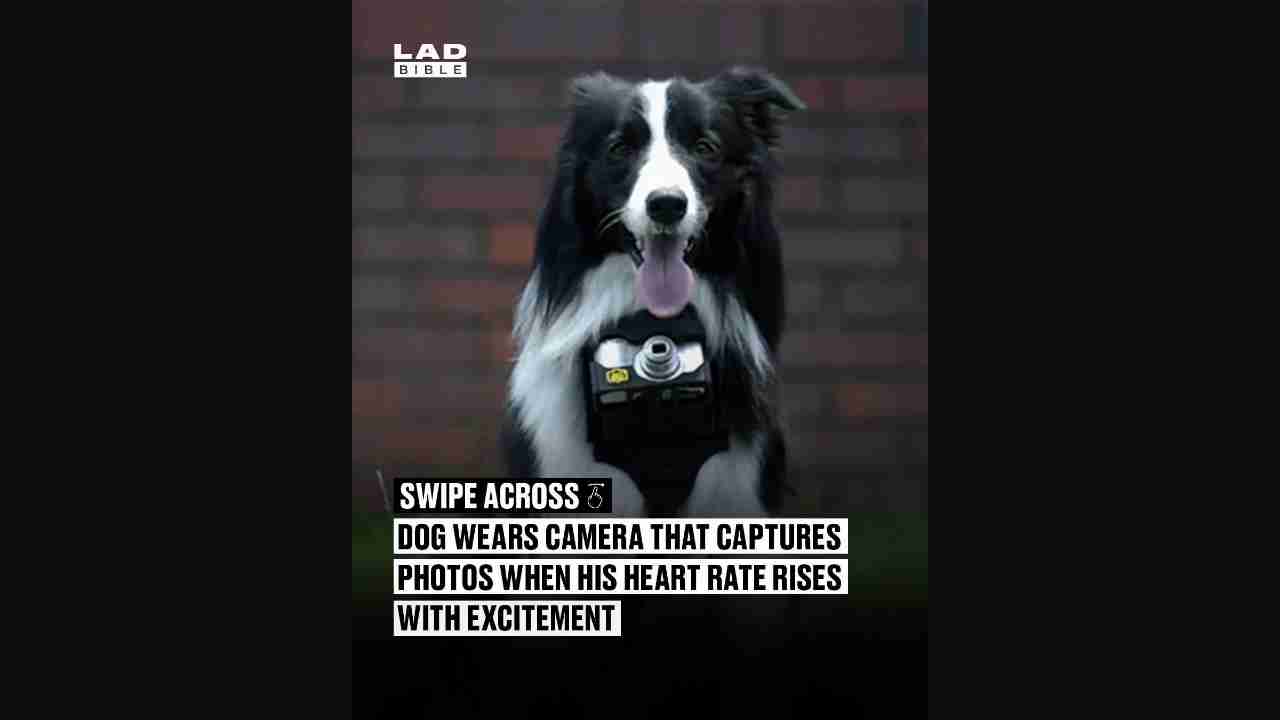 LAD
BIBLE
SWIPE ACROSS
DOG WEARS CAMERA THAT CAPTURES
PHOTOS WHEN HIS HEART RATE RISES
WITH EXCITEMENT